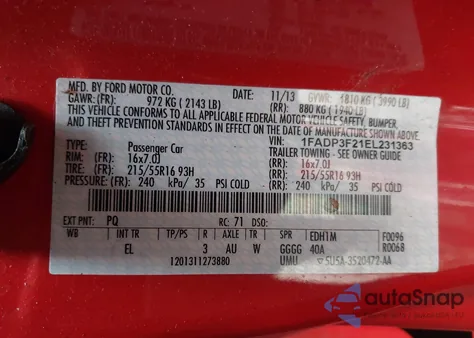 MFD. BY FORD MOTOR CO.
DATE: 11/13 GVWR: 1810 KG ( 3990 LB)
GAWR: (FR): 972 KG ( 2143 LB) (RR): 880 KG ( 1940 LB)
THIS VEHICLE CONFORMS TO ALL APPLICABLE FEDERAL MOTOR VEHICLE SAFETY, BUMPER,
AND THEFT PREVENTION STANDARDS IN EFFECT ON THE DATE OF MANUFACTURE SHOWN ABOVE.
VIN: 1FADP3F21EL231363
TYPE: Passenger Car TRAILER TOWING - SEE OWNER GUIDE
RIM: (FR) 16x7.0J (RR): 16x7.0J
TIRE: 215/55R16 93H 215/55R16 93H
PRESSURE: (FR) 240 kPa/ 35 PSI COLD (RR): 240 kPa/ 35 PSI COLD
EXT PNT: PQ RC: 71 DSO:
WB INT TR TP/PS R AXLE TR SPR EDH1M F0096
EL 3 AU W GGGG 40A R0068
1201311273880 UMU 5U5A-3520472-AA
autoSnap